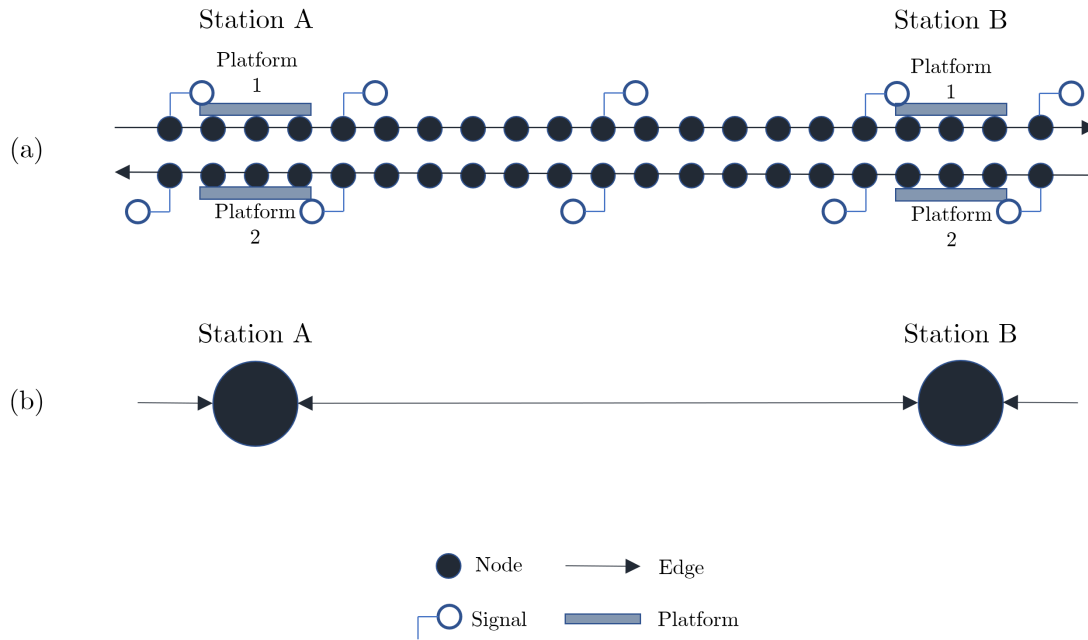 Station A
Station B
Platform
1
Platform
1
(a)
Platform
2
Platform
2
Station A
Station B
(b)
Node
Edge
Signal
Platform